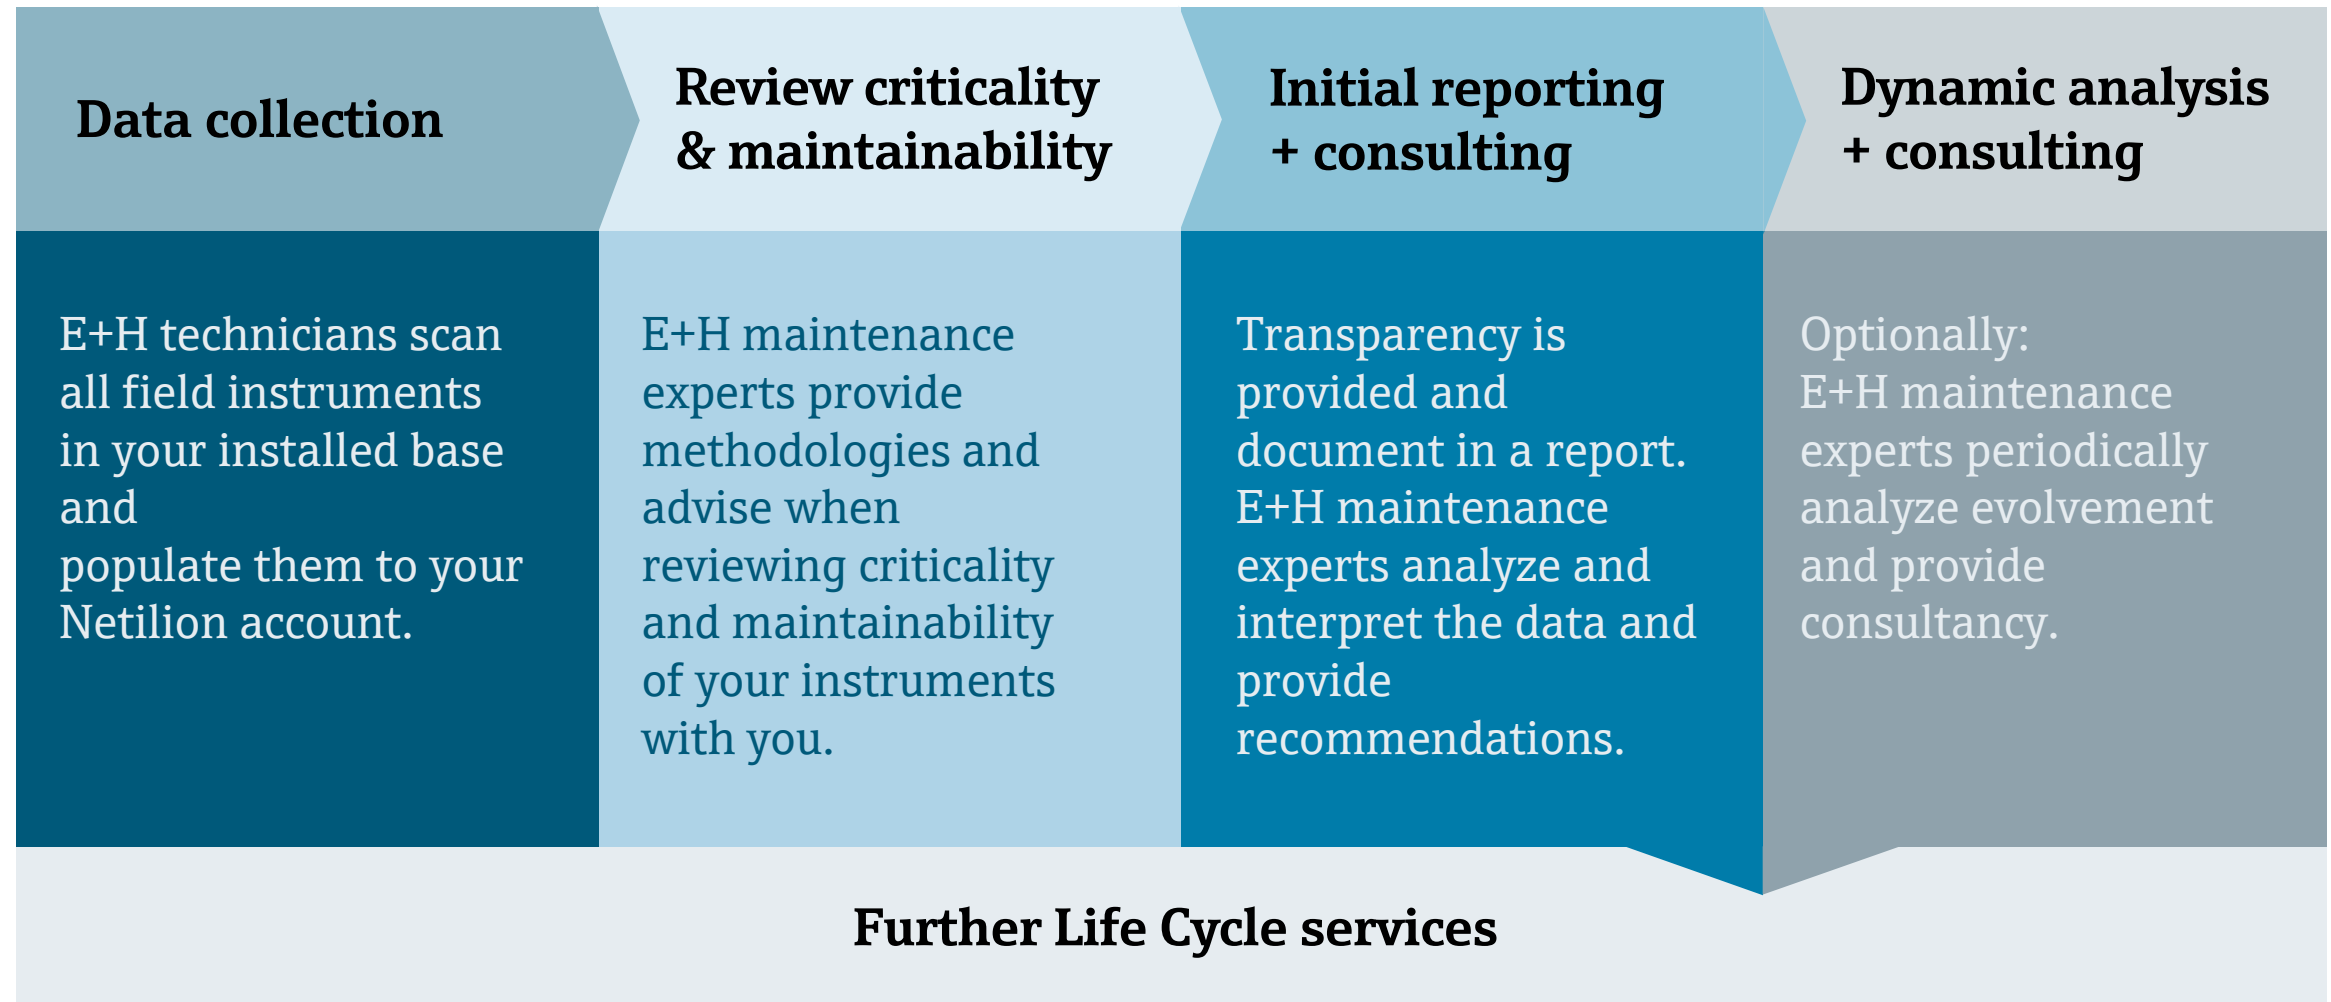 Data collection
Review criticality
& maintainability
Initial reporting
+ consulting
Dynamic analysis
+ consulting
E+H technicians scan
all field instruments
in your installed base
and
populate them to your
Netilion account.
E+H maintenance
experts provide
methodologies and
advise when
reviewing criticality
and maintainability
of your instruments
with you.
Transparency is
provided and
document in a report.
E+H maintenance
experts analyze and
interpret the data and
provide
recommendations.
Optionally:
E+H maintenance
experts periodically
analyze evolvement
and provide
consultancy.
Further Life Cycle services